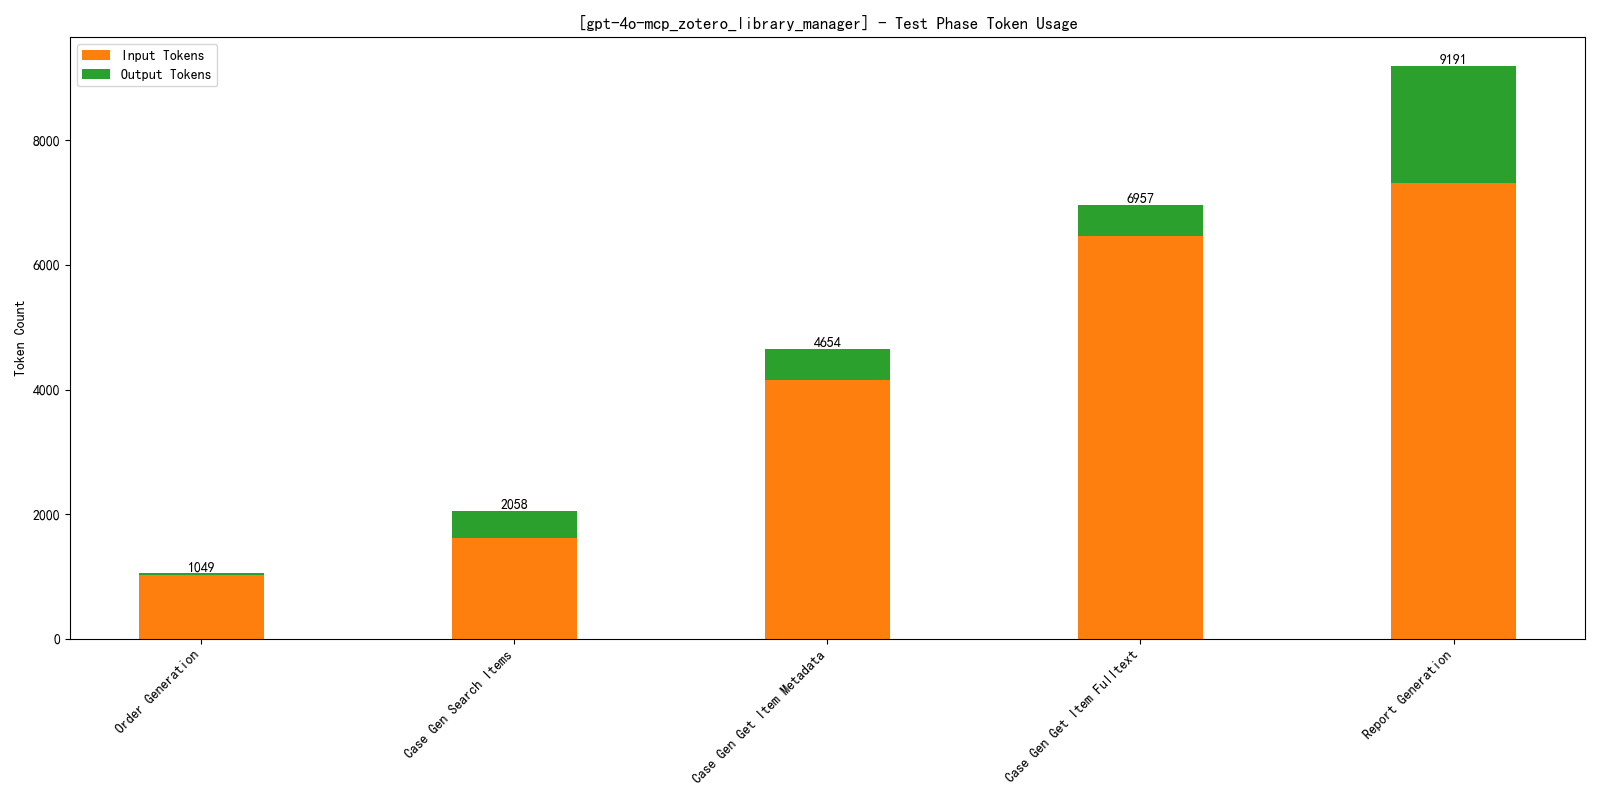 [gpt-4o-mcp_zotero_library_manager] - Test Phase Token Usage
Input Tokens
Output Tokens
Token Count
8000
6000
4000
2000
0
1049
2058
4654
6957
9191
Order Generation
Case Gen Search Items
Case Gen Get Item Metadata
Case Gen Get Item Fulltext
Report Generation